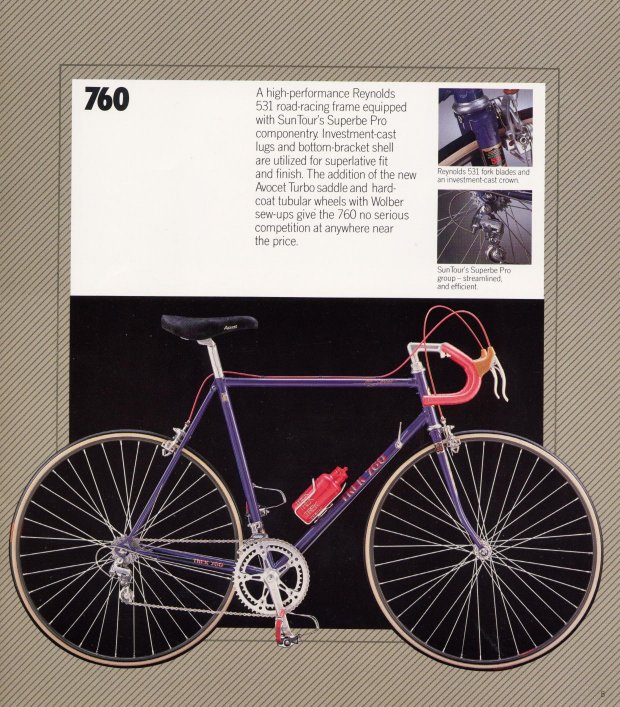 760
A high-performance Reynolds
531 road-racing frame equipped
with SunTour's Superbe Pro
componentry. Investment-cast
lugs and bottom-bracket shell
are utilized for superlative fit
and finish. The addition of the new
Avocet Turbo saddle and hard-
coat tubular wheels with Wolber
sew-ups give the 760 no serious
competition at anywhere near
the price.
Reynolds 531 fork blades and
an investment-cast crown.
SunTour's Superbe Pro
group – streamlined,
and efficient.
Avocet
TREK 760
TREK 760
8